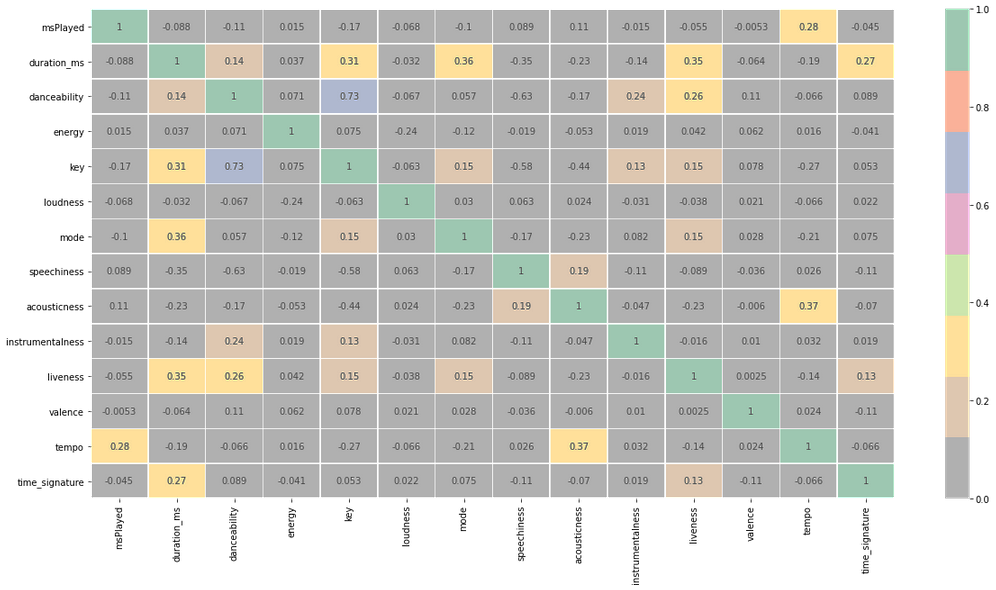 msPlayed 1 -0.088 -0.11 0.015 -0.17 -0.068 -0.1 0.089 0.11 -0.015 -0.055 -0.0053 0.28 -0.045
duration_ms -0.088 1 0.14 0.037 0.31 -0.032 0.36 -0.35 -0.23 -0.14 0.35 -0.064 -0.19 0.27
danceability -0.11 0.14 1 0.071 0.73 -0.067 0.057 -0.63 -0.17 0.24 0.26 0.11 -0.066 0.089
energy 0.015 0.037 0.071 1 0.075 -0.24 -0.12 -0.019 -0.053 0.019 0.042 0.062 0.016 -0.041
key -0.17 0.31 0.73 0.075 1 -0.063 0.15 -0.58 -0.44 0.13 0.15 0.078 -0.27 0.053
loudness -0.068 -0.032 -0.067 -0.24 -0.063 1 0.03 0.063 0.024 -0.031 -0.038 0.021 -0.066 0.022
mode -0.1 0.36 0.057 -0.12 0.15 0.03 1 -0.17 -0.23 0.082 0.15 0.028 -0.21 0.075
speechiness 0.089 -0.35 -0.63 -0.019 -0.58 0.063 -0.17 1 0.19 -0.11 -0.089 -0.036 0.026 -0.11
acousticness 0.11 -0.23 -0.17 -0.053 -0.44 0.024 -0.23 0.19 1 -0.047 -0.23 -0.006 0.37 -0.07
instrumentalness -0.015 -0.14 0.24 0.019 0.13 -0.031 0.082 -0.11 -0.047 1 -0.016 0.01 0.032 0.019
liveness -0.055 0.35 0.26 0.042 0.15 -0.038 0.15 -0.089 -0.23 -0.016 1 0.0025 -0.14 0.13
valence -0.0053 -0.064 0.11 0.062 0.078 0.021 0.028 -0.036 -0.006 0.01 0.0025 1 0.024 -0.11
tempo 0.28 -0.19 -0.066 0.016 -0.27 -0.066 -0.21 0.026 0.37 0.032 -0.14 0.024 1 -0.066
time_signature -0.045 0.27 0.089 -0.041 0.053 0.022 0.075 -0.11 -0.07 0.019 0.13 -0.11 -0.066 1
msPlayed duration_ms danceability energy key loudness mode speechiness acousticness instrumentalness liveness valence tempo time_signature
1.0
0.8
0.6
0.4
0.2
0.0